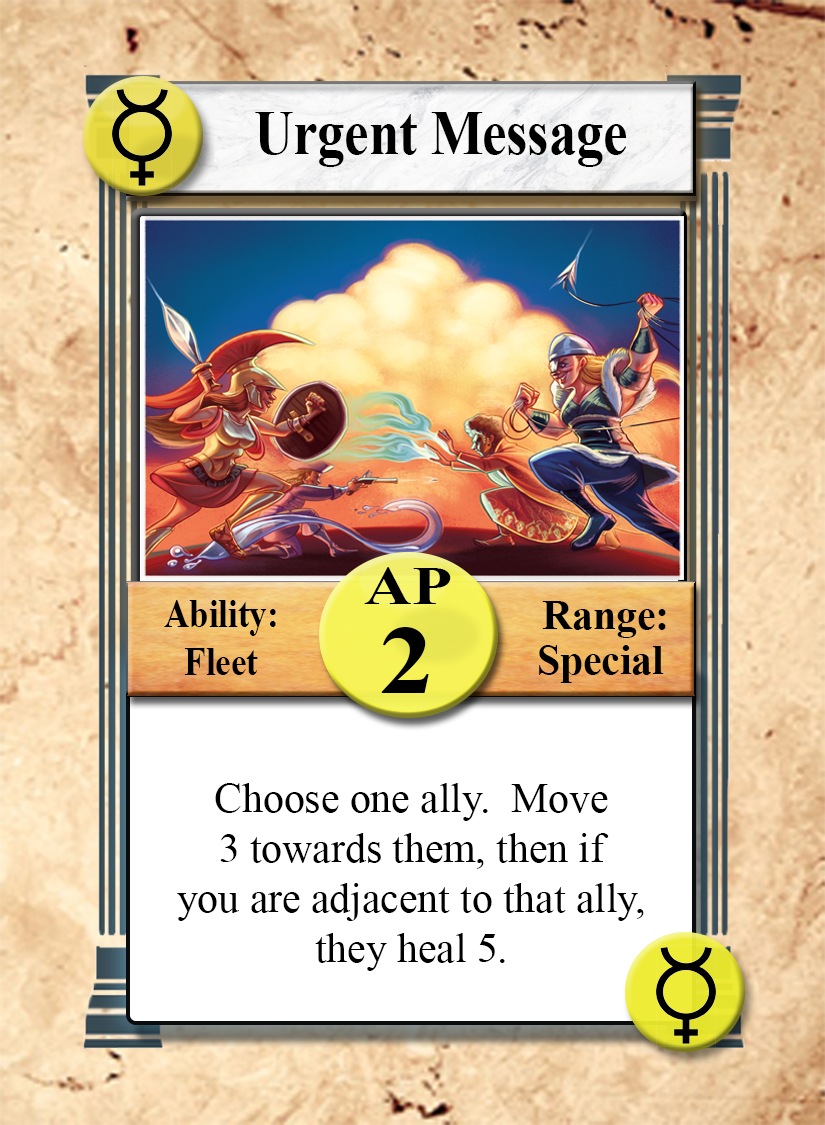 Urgent Message
Ability:
Fleet
AP
2
Range:
Special
Choose one ally.  Move
3 towards them, then if
you are adjacent to that ally,
they heal 5.